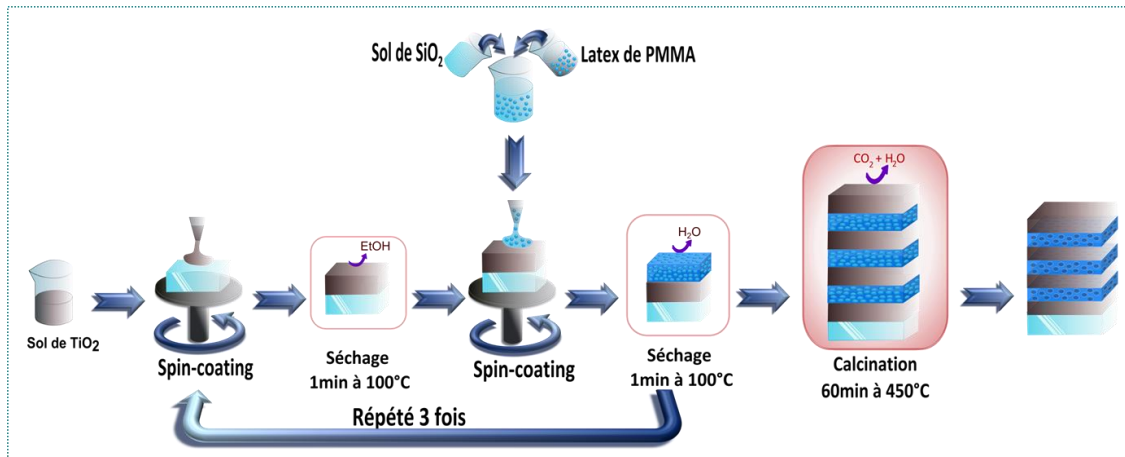 Sol de SiO₂
Latex de PMMA
CO₂ + H₂O
EtOH
H₂O
Sol de TiO₂
Spin-coating
Séchage
1min à 100°C
Spin-coating
Séchage
1min à 100°C
Calcination
60min à 450°C
Répété 3 fois